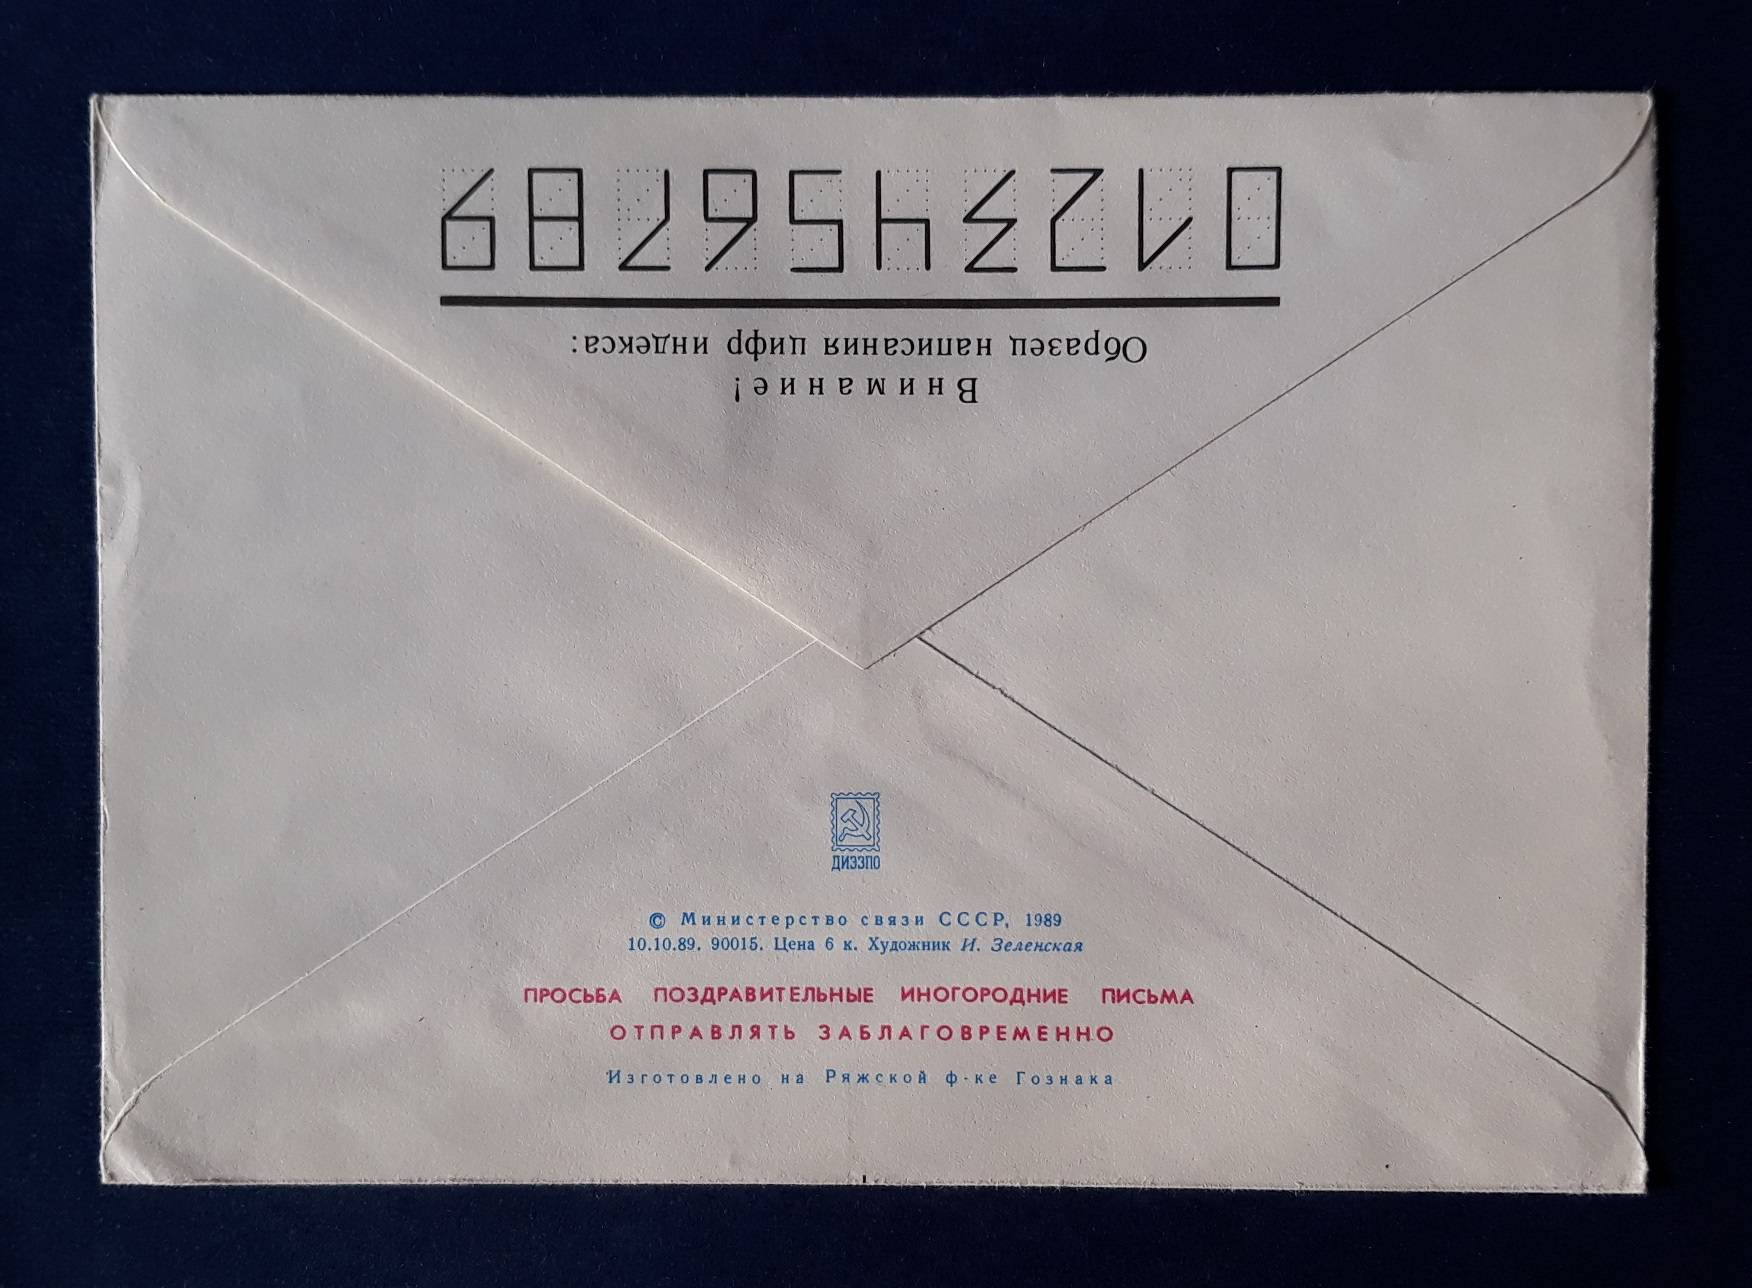 Внимание!
Образец написания цифр индекса:
0123456789
ДИЭЗПО
© Министерство связи СССР, 1989
10.10.89. 90015. Цена 6 к. Художник И. Зеленская
ПРОСЬБА ПОЗДРАВИТЕЛЬНЫЕ ИНОГОРОДНИЕ ПИСЬМА
ОТПРАВЛЯТЬ ЗАБЛАГОВРЕМЕННО
Изготовлено на Ряжской ф-ке Гознака